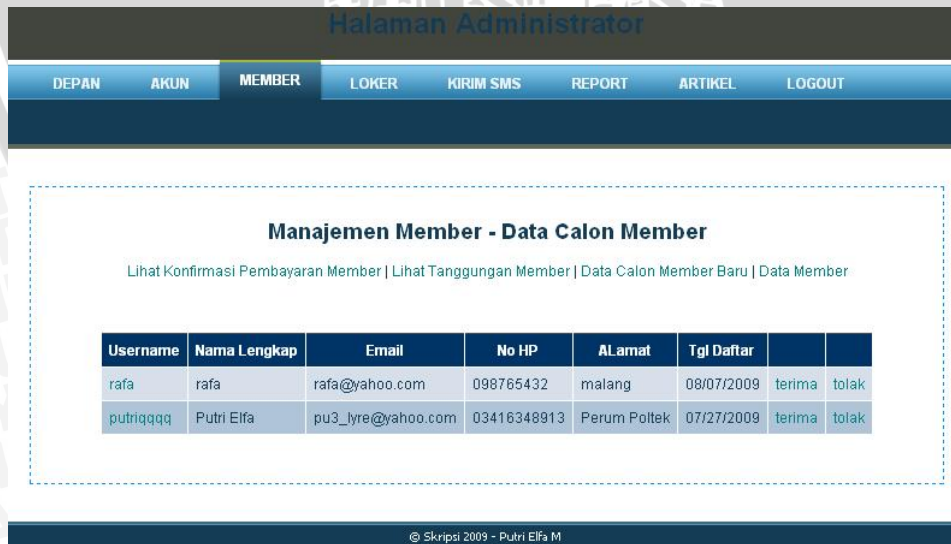 Halaman Administrator
DEPAN AKUN MEMBER LOKER KIRIM SMS REPORT ARTIKEL LOGOUT
Manajemen Member - Data Calon Member
Lihat Konfirmasi Pembayaran Member | Lihat Tanggungan Member | Data Calon Member Baru | Data Member
Username Nama Lengkap Email No HP ALamat Tgl Daftar
rafa rafa rafa@yahoo.com 098765432 malang 08/07/2009 terima tolak
putriqqqq Putri Elfa pu3_lyre@yahoo.com 03416348913 Perum Poltek 07/27/2009 terima tolak
© Skripsi 2009 - Putri Elfa M